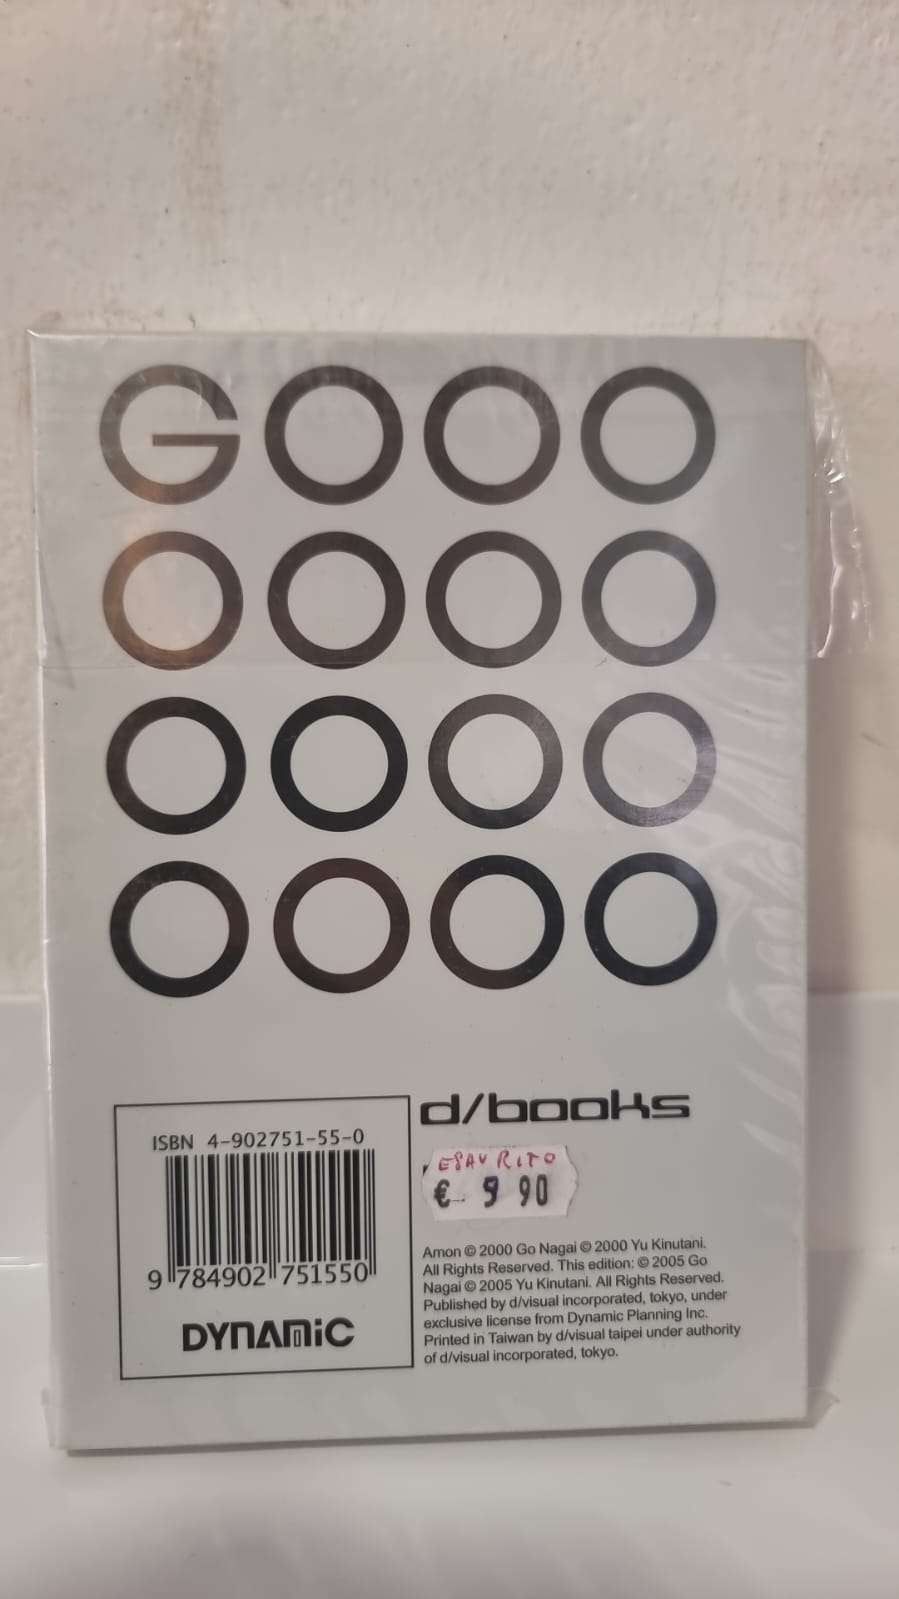 GOOO
OOOO
OOOO
OOOO
d/books
ISBN 4-902751-55-0
9 784902 751550
DYNAMiC
ESAURITO
€ 9 90
Amon © 2000 Go Nagai © 2000 Yu Kinutani.
All Rights Reserved. This edition: © 2005 Go
Nagai © 2005 Yu Kinutani. All Rights Reserved.
Published by d/visual incorporated, tokyo, under
exclusive license from Dynamic Planning Inc.
Printed in Taiwan by d/visual taipei under authority
of d/visual incorporated, tokyo.